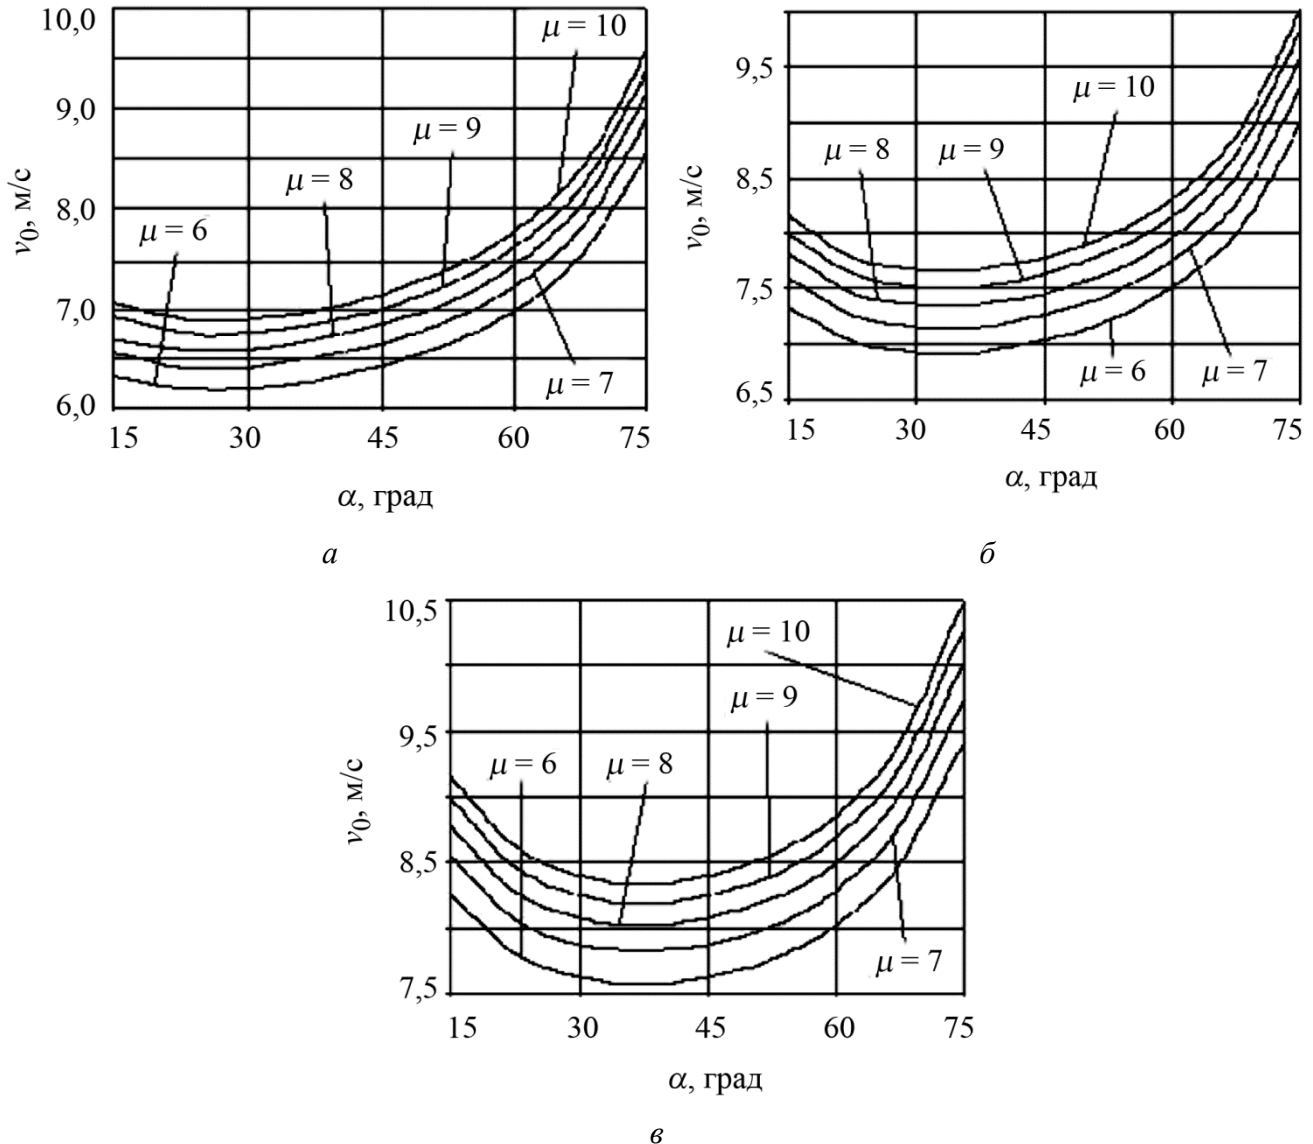 10,0
9,0
8,0
7,0
6,0
v0, м/с
μ = 10
μ = 9
μ = 8
μ = 6
μ = 7
15 30 45 60 75
α, град
а
9,5
8,5
7,5
6,5
v0, м/с
μ = 10
μ = 8
μ = 9
μ = 6
μ = 7
15 30 45 60 75
α, град
б
10,5
9,5
8,5
7,5
v0, м/с
μ = 10
μ = 9
μ = 6
μ = 8
μ = 7
15 30 45 60 75
α, град
в